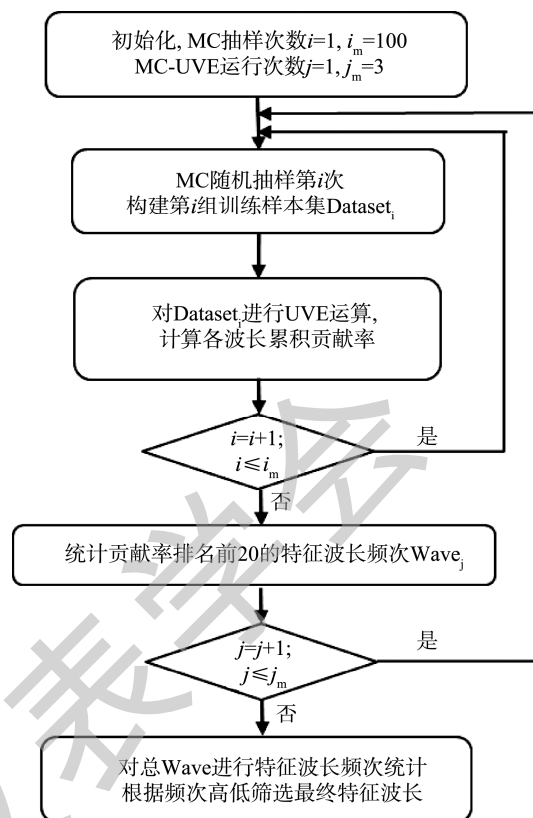 初始化, MC抽样次数i=1, iₘ=100
MC-UVE运行次数j=1, jₘ=3
MC随机抽样第i次
构建第i组训练样本集Datasetᵢ
对Datasetᵢ进行UVE运算,
计算各波长累积贡献率
i=i+1;
i≤iₘ
是
否
统计贡献率排名前20的特征波长频次Waveⱼ
j=j+1;
j≤jₘ
是
否
对总Wave进行特征波长频次统计
根据频次高低筛选最终特征波长
表学会